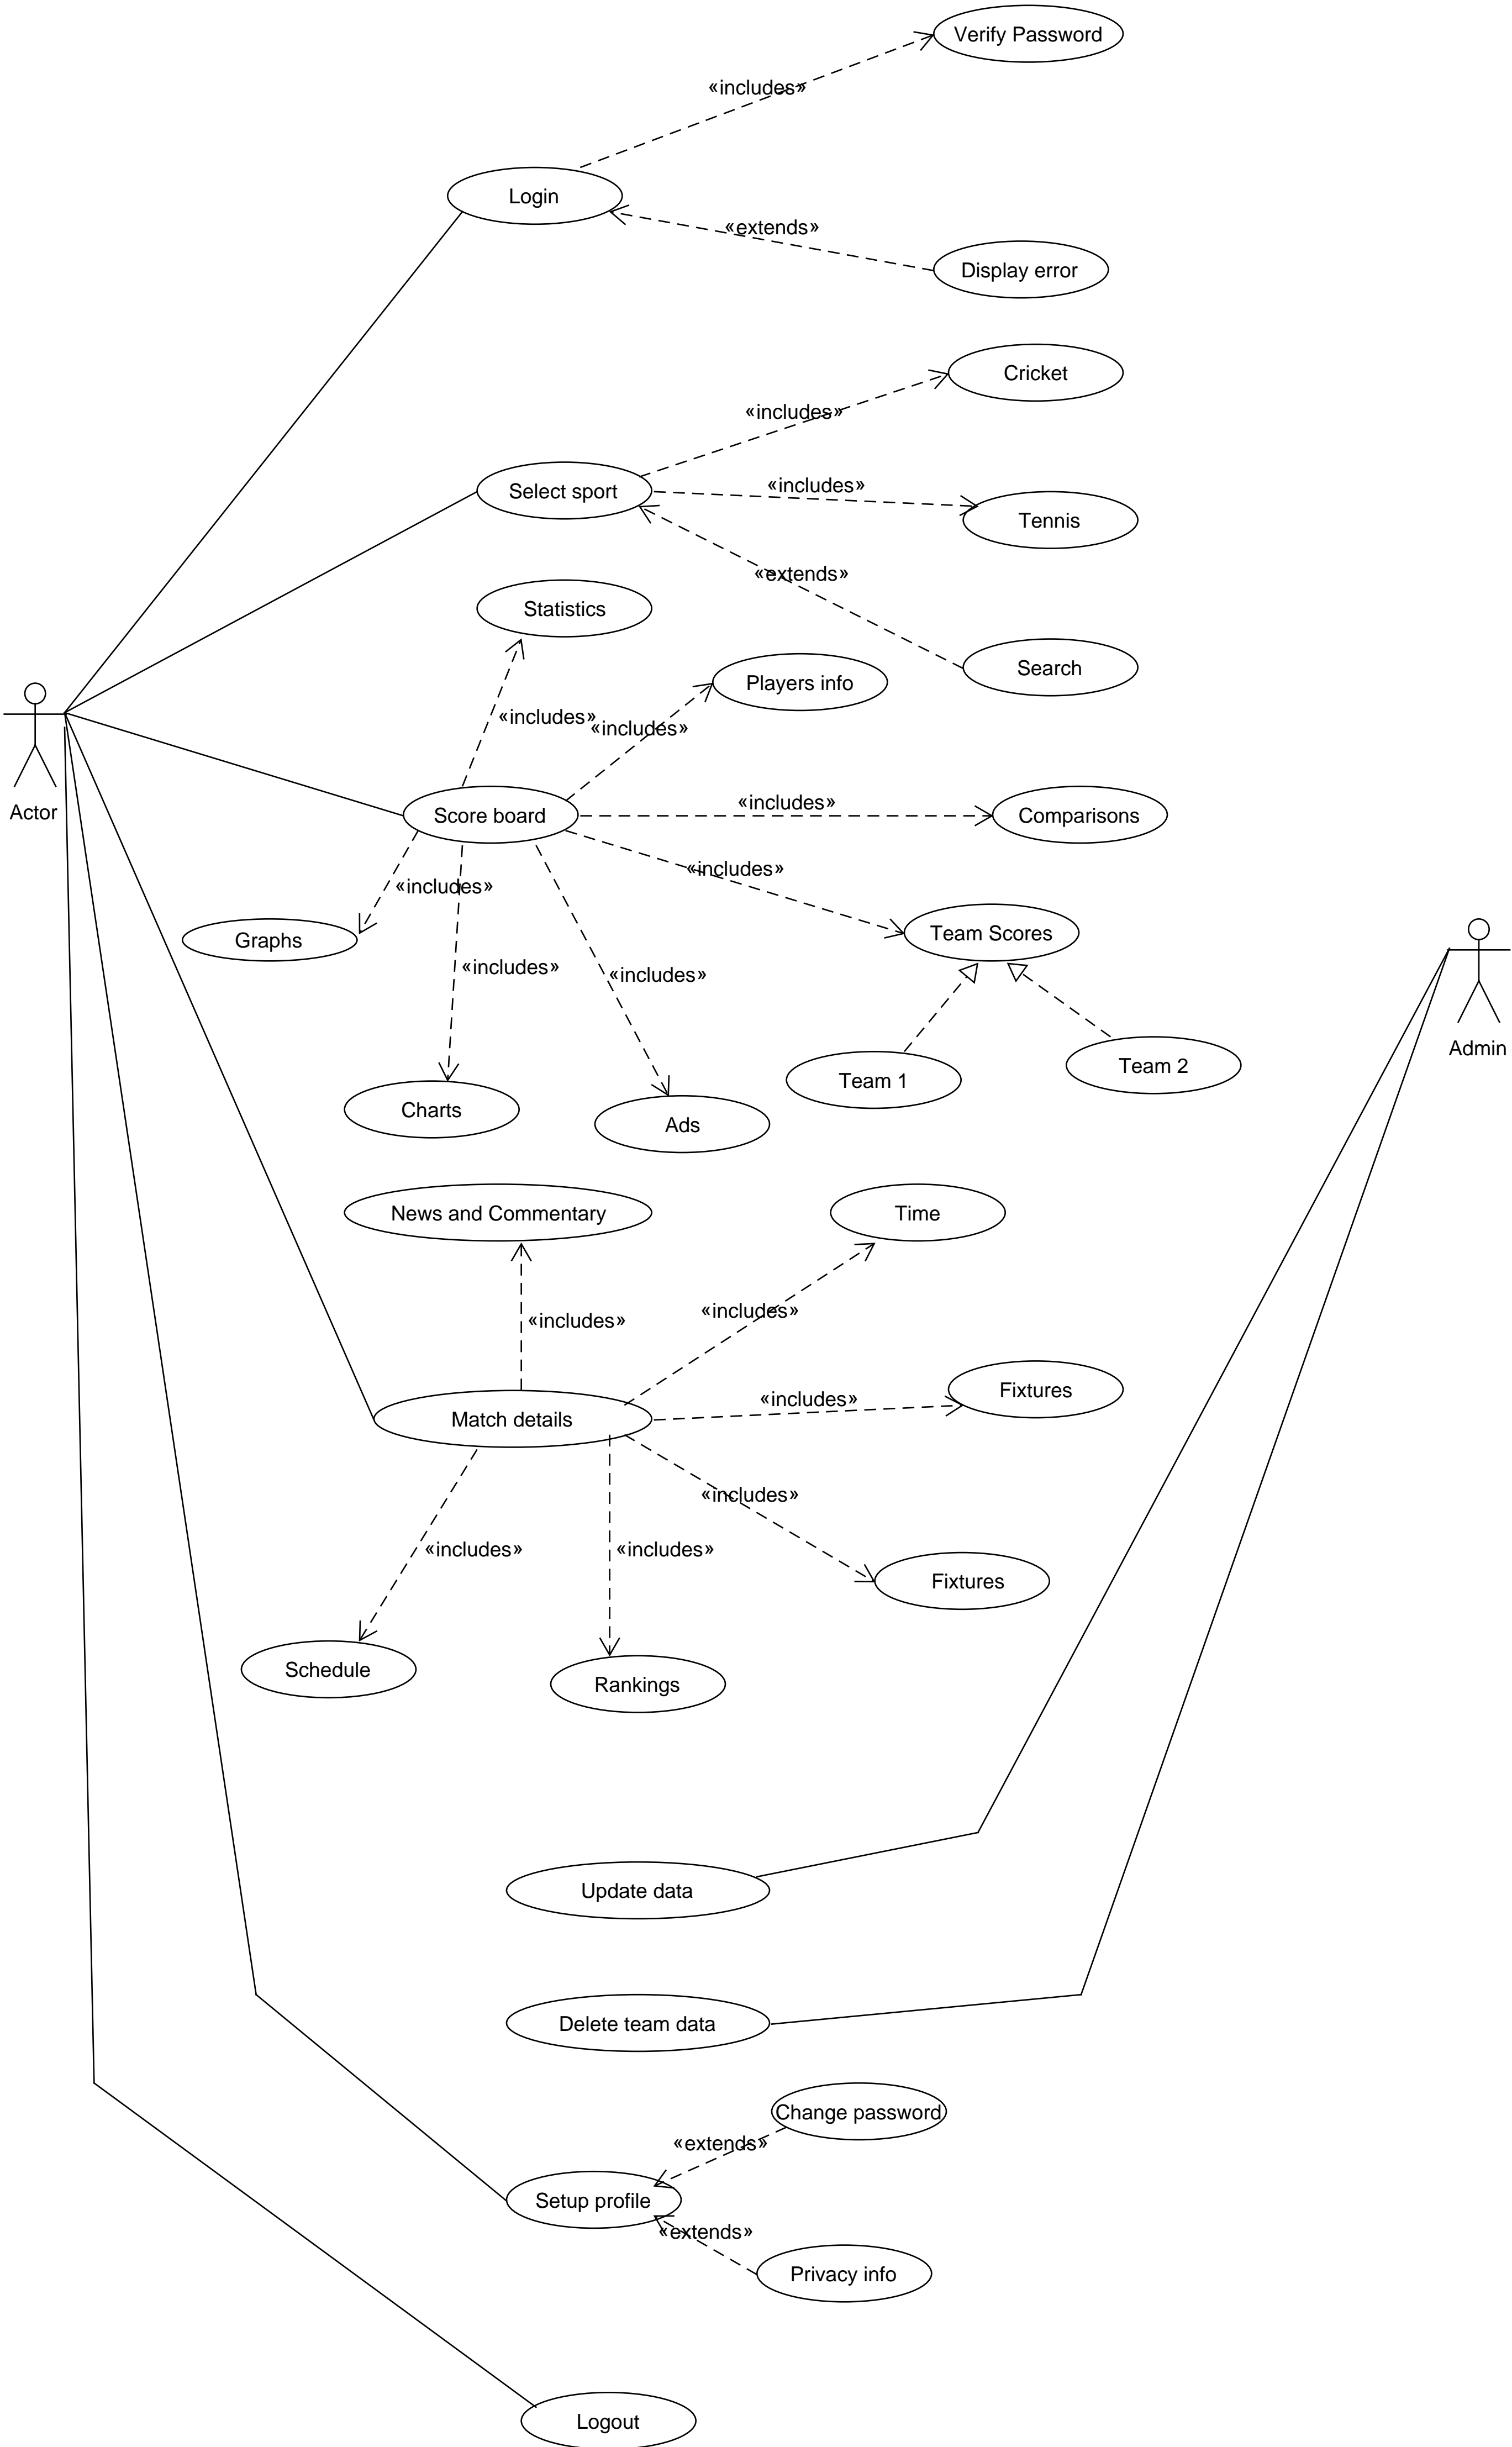 Verify Password
«includes»
Login
«extends»
Display error
Cricket
«includes»
Select sport
«includes»
Tennis
«extends»
Statistics
Search
Players info
«includes»
«includes»
Actor
Score board
«includes»
Comparisons
«includes»
«includes»
Graphs
Team Scores
«includes»
«includes»
Admin
Team 1
Team 2
Charts
Ads
News and Commentary
Time
«includes»
«includes»
Match details
«includes»
Fixtures
«includes»
«includes»
«includes»
Fixtures
Schedule
Rankings
Update data
Delete team data
Change password
«extends»
Setup profile
«extends»
Privacy info
Logout